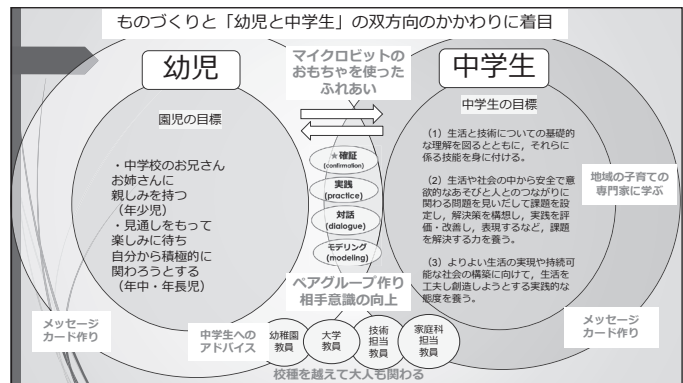 ものづくりと「幼児と中学生」の双方向のかかわりに着目
幼児
園児の目標
・中学校のお兄さん
お姉さんに
親しみを持つ
（年少児）
・見通しをもって
楽しみに待ち
自分から積極的に
関わろうとする
（年中・年長児）
メッセージ
カード作り
マイクロビットの
おもちゃを使った
ふれあい
★確証
(confirmation)
実践
(practice)
対話
(dialogue)
モデリング
(modeling)
ペアグループ作り
相手意識の向上
中学生
中学生の目標
（1）生活と技術についての基礎的
な理解を図るとともに，それらに
係る技能を身に付ける。
（2）生活や社会の中から安全で意
欲的なあそびと人とのつながりに
関わる問題を見いだして課題を設
定し，解決策を構想し，実践を評
価・改善し，表現するなど，課題
を解決する力を養う。
（3）よりよい生活の実現や持続可
能な社会の構築に向けて，生活を
工夫し創造しようとする実践的な
態度を養う。
地域の子育ての
専門家に学ぶ
メッセージ
カード作り
中学生への
アドバイス
幼稚園
教員
大学
教員
技術
担当
教員
家庭科
担当
教員
校種を越えて大人も関わる